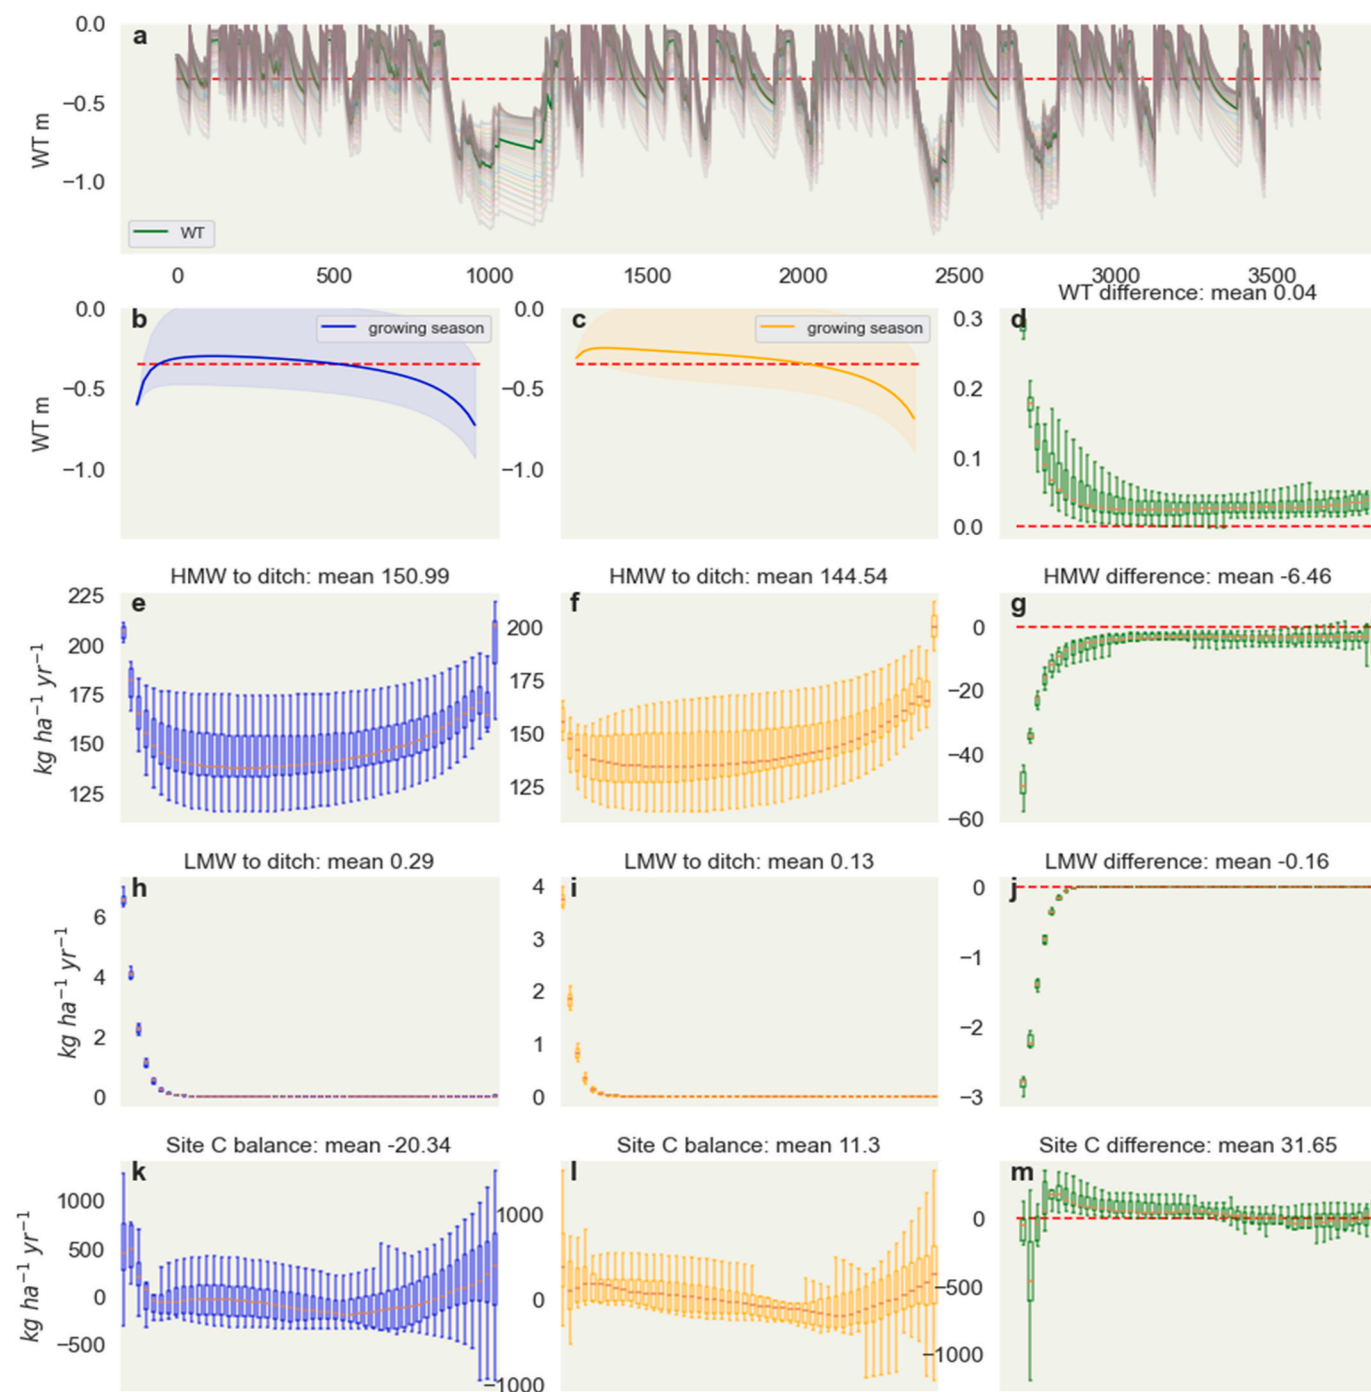 0.0
a
−0.5
WT m
−1.0
WT
0 500 1000 1500 2000 2500 3000 3500
WT difference: mean 0.04
0.0 b growing season
0.0 c growing season
d 0.3
−0.5
−0.5
0.2
WT m
−1.0
−1.0
0.1
0.0
HMW to ditch: mean 150.99
HMW to ditch: mean 144.54
HMW difference: mean -6.46
e
225
200
175
150
125
kg ha−1 yr−1
f
200
175
150
125
g
0
−20
−40
−60
LMW to ditch: mean 0.29
LMW to ditch: mean 0.13
LMW difference: mean -0.16
h
6
4
2
0
kg ha−1 yr−1
i
4
3
2
1
0
j
0
−1
−2
−3
Site C balance: mean -20.34
Site C balance: mean 11.3
Site C difference: mean 31.65
k
1000
500
0
−500
kg ha−1 yr−1
l
1000
0
−1000
m
0
−500
−1000